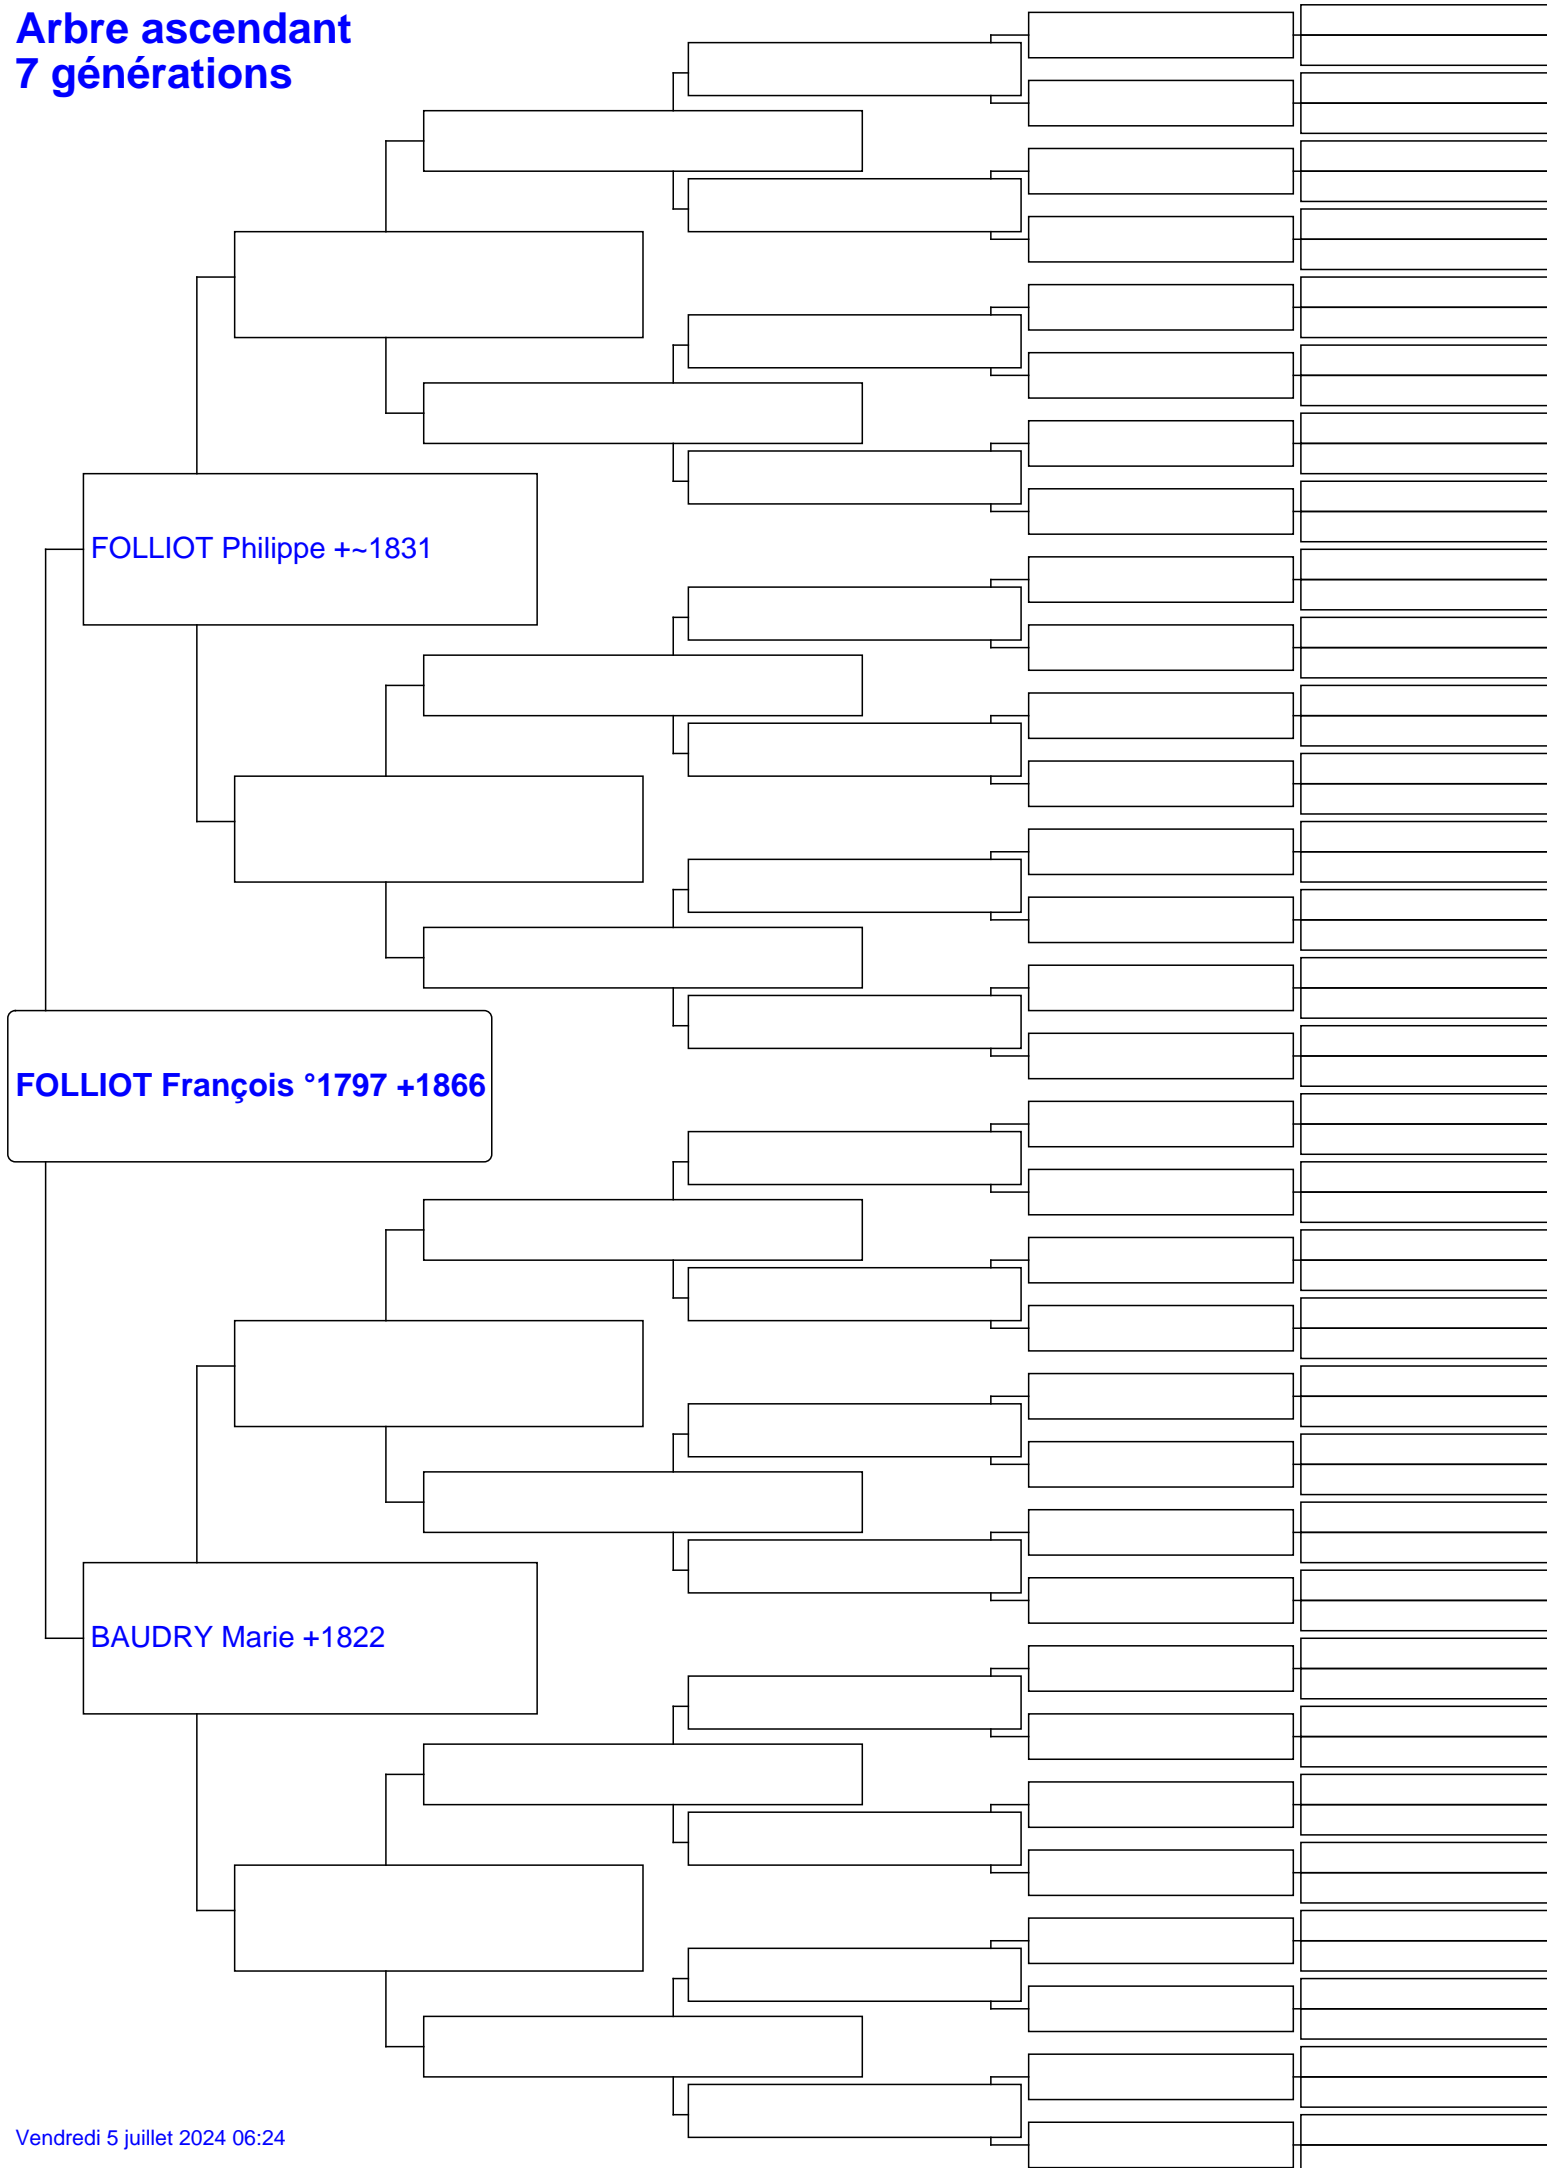 Arbre ascendant
7 générations
FOLLIOT Philippe +~1831
FOLLIOT François °1797 +1866
BAUDRY Marie +1822
Vendredi 5 juillet 2024 06:24